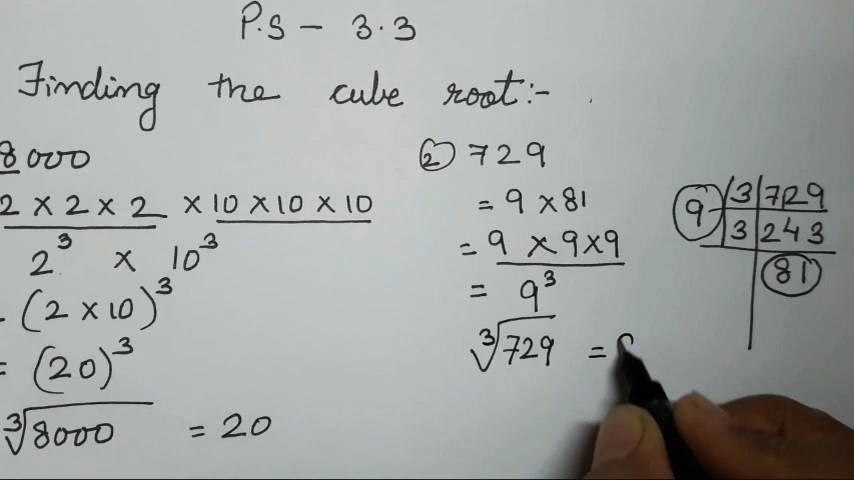 P.S - 3.3
Finding the cube root:-
8000
2 × 2 × 2 × 10 × 10 × 10
2³ × 10³
- (2 × 10)³
= (20)³
∛8000 = 20
② 729
= 9 × 81
= 9 × 9 × 9
= 9³
∛729 =
9 3 729
3 243
81